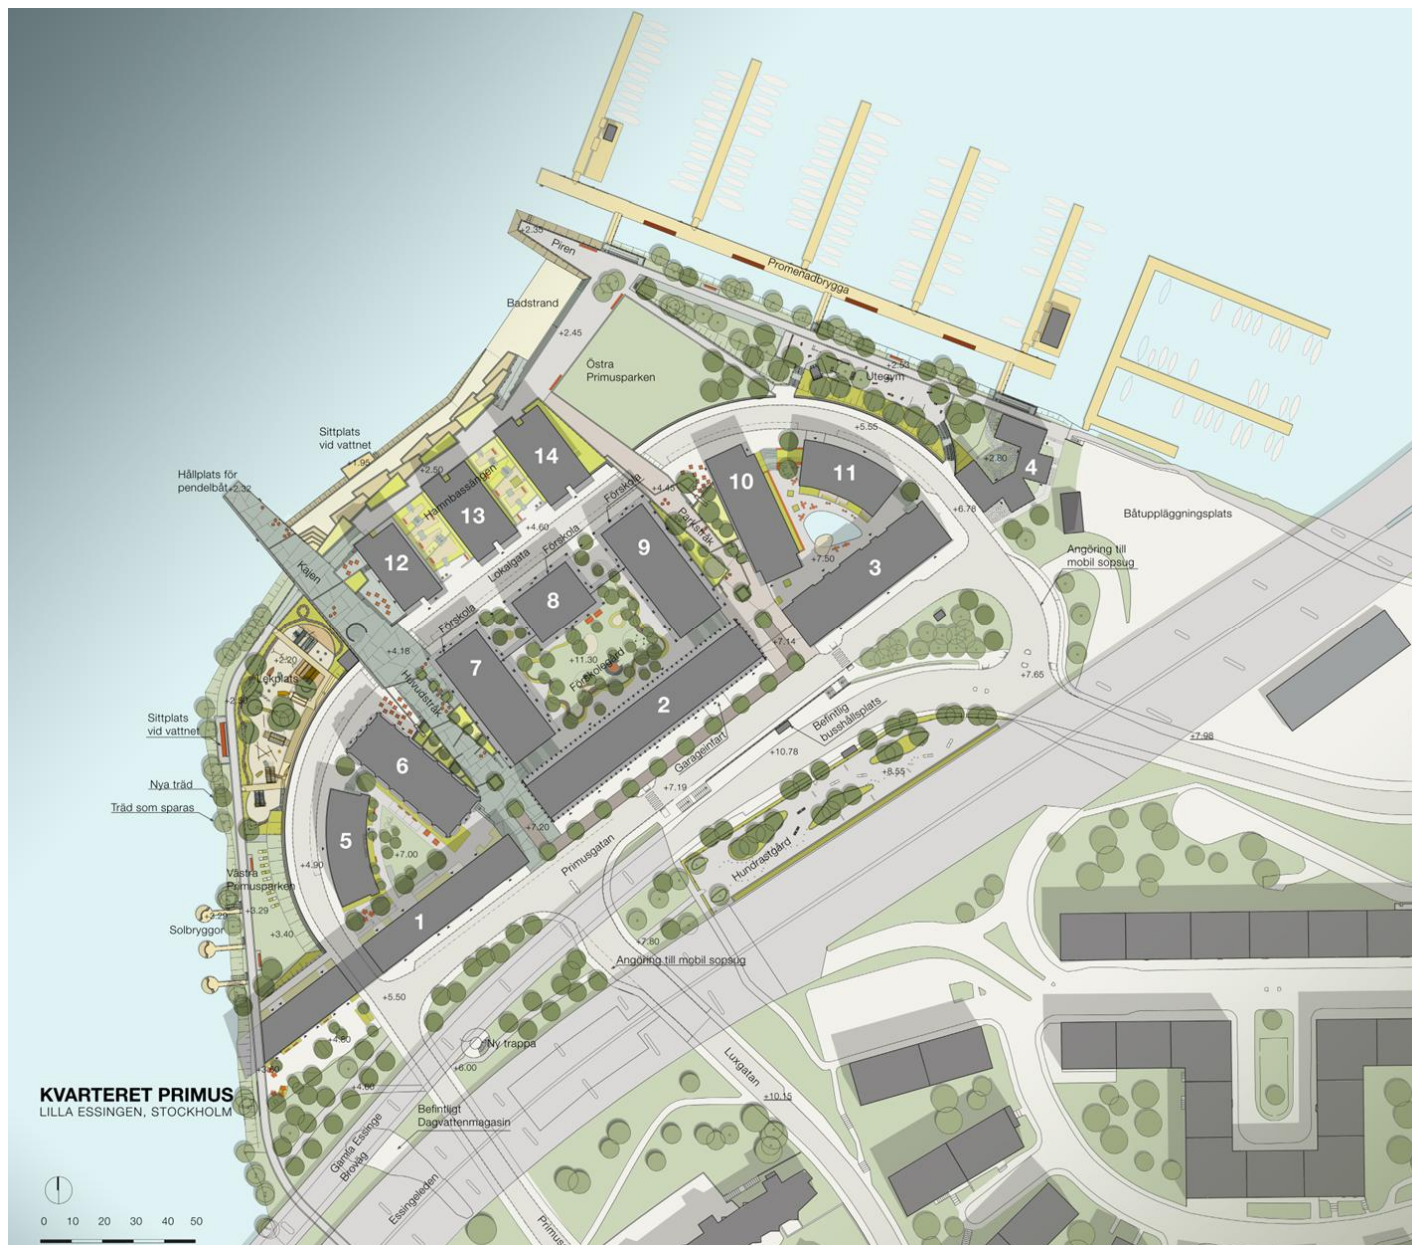 +2.35
Piren
Promenadbrygga
Badstrand
+2.45
Östra
Primusparken
+2.53
Utegym
Sittplats
vid vattnet
+1.95
+2.50
14
+5.55
11
10
+2.80
4
Hållplats för
pendelbåt
+2.32
Hamnbassängen
13
+4.60
Förskola
+4.45
Parkstråk
+6.78
Båtuppläggningsplats
Kajen
12
Lokalgata
Förskola
9
+7.50
3
Angöring till
mobil sopsug
8
Förskola
+4.18
+2.20
Lekplats
7
+11.30
Förskolegård
+7.14
+7.65
Huvudstråk
2
Sittplats
vid vattnet
Garageinfart
Befintlig
busshållsplats
+7.98
6
+10.78
+8.55
Nya träd
Träd som sparas
+7.19
5
+7.20
+7.00
Primusgatan
Hundrastgård
+4.90
Västra
Primusparken
+3.29
Solbryggor
1
+3.40
+7.80
Angöring till mobil sopsug
+5.50
Ny trappa
+6.00
Luxgatan
+10.15
KVARTERET PRIMUS
LILLA ESSINGEN, STOCKHOLM
Befintligt
Dagvattenmagasin
Gamla Essinge
Broväg
Essingeleden
0 10 20 30 40 50